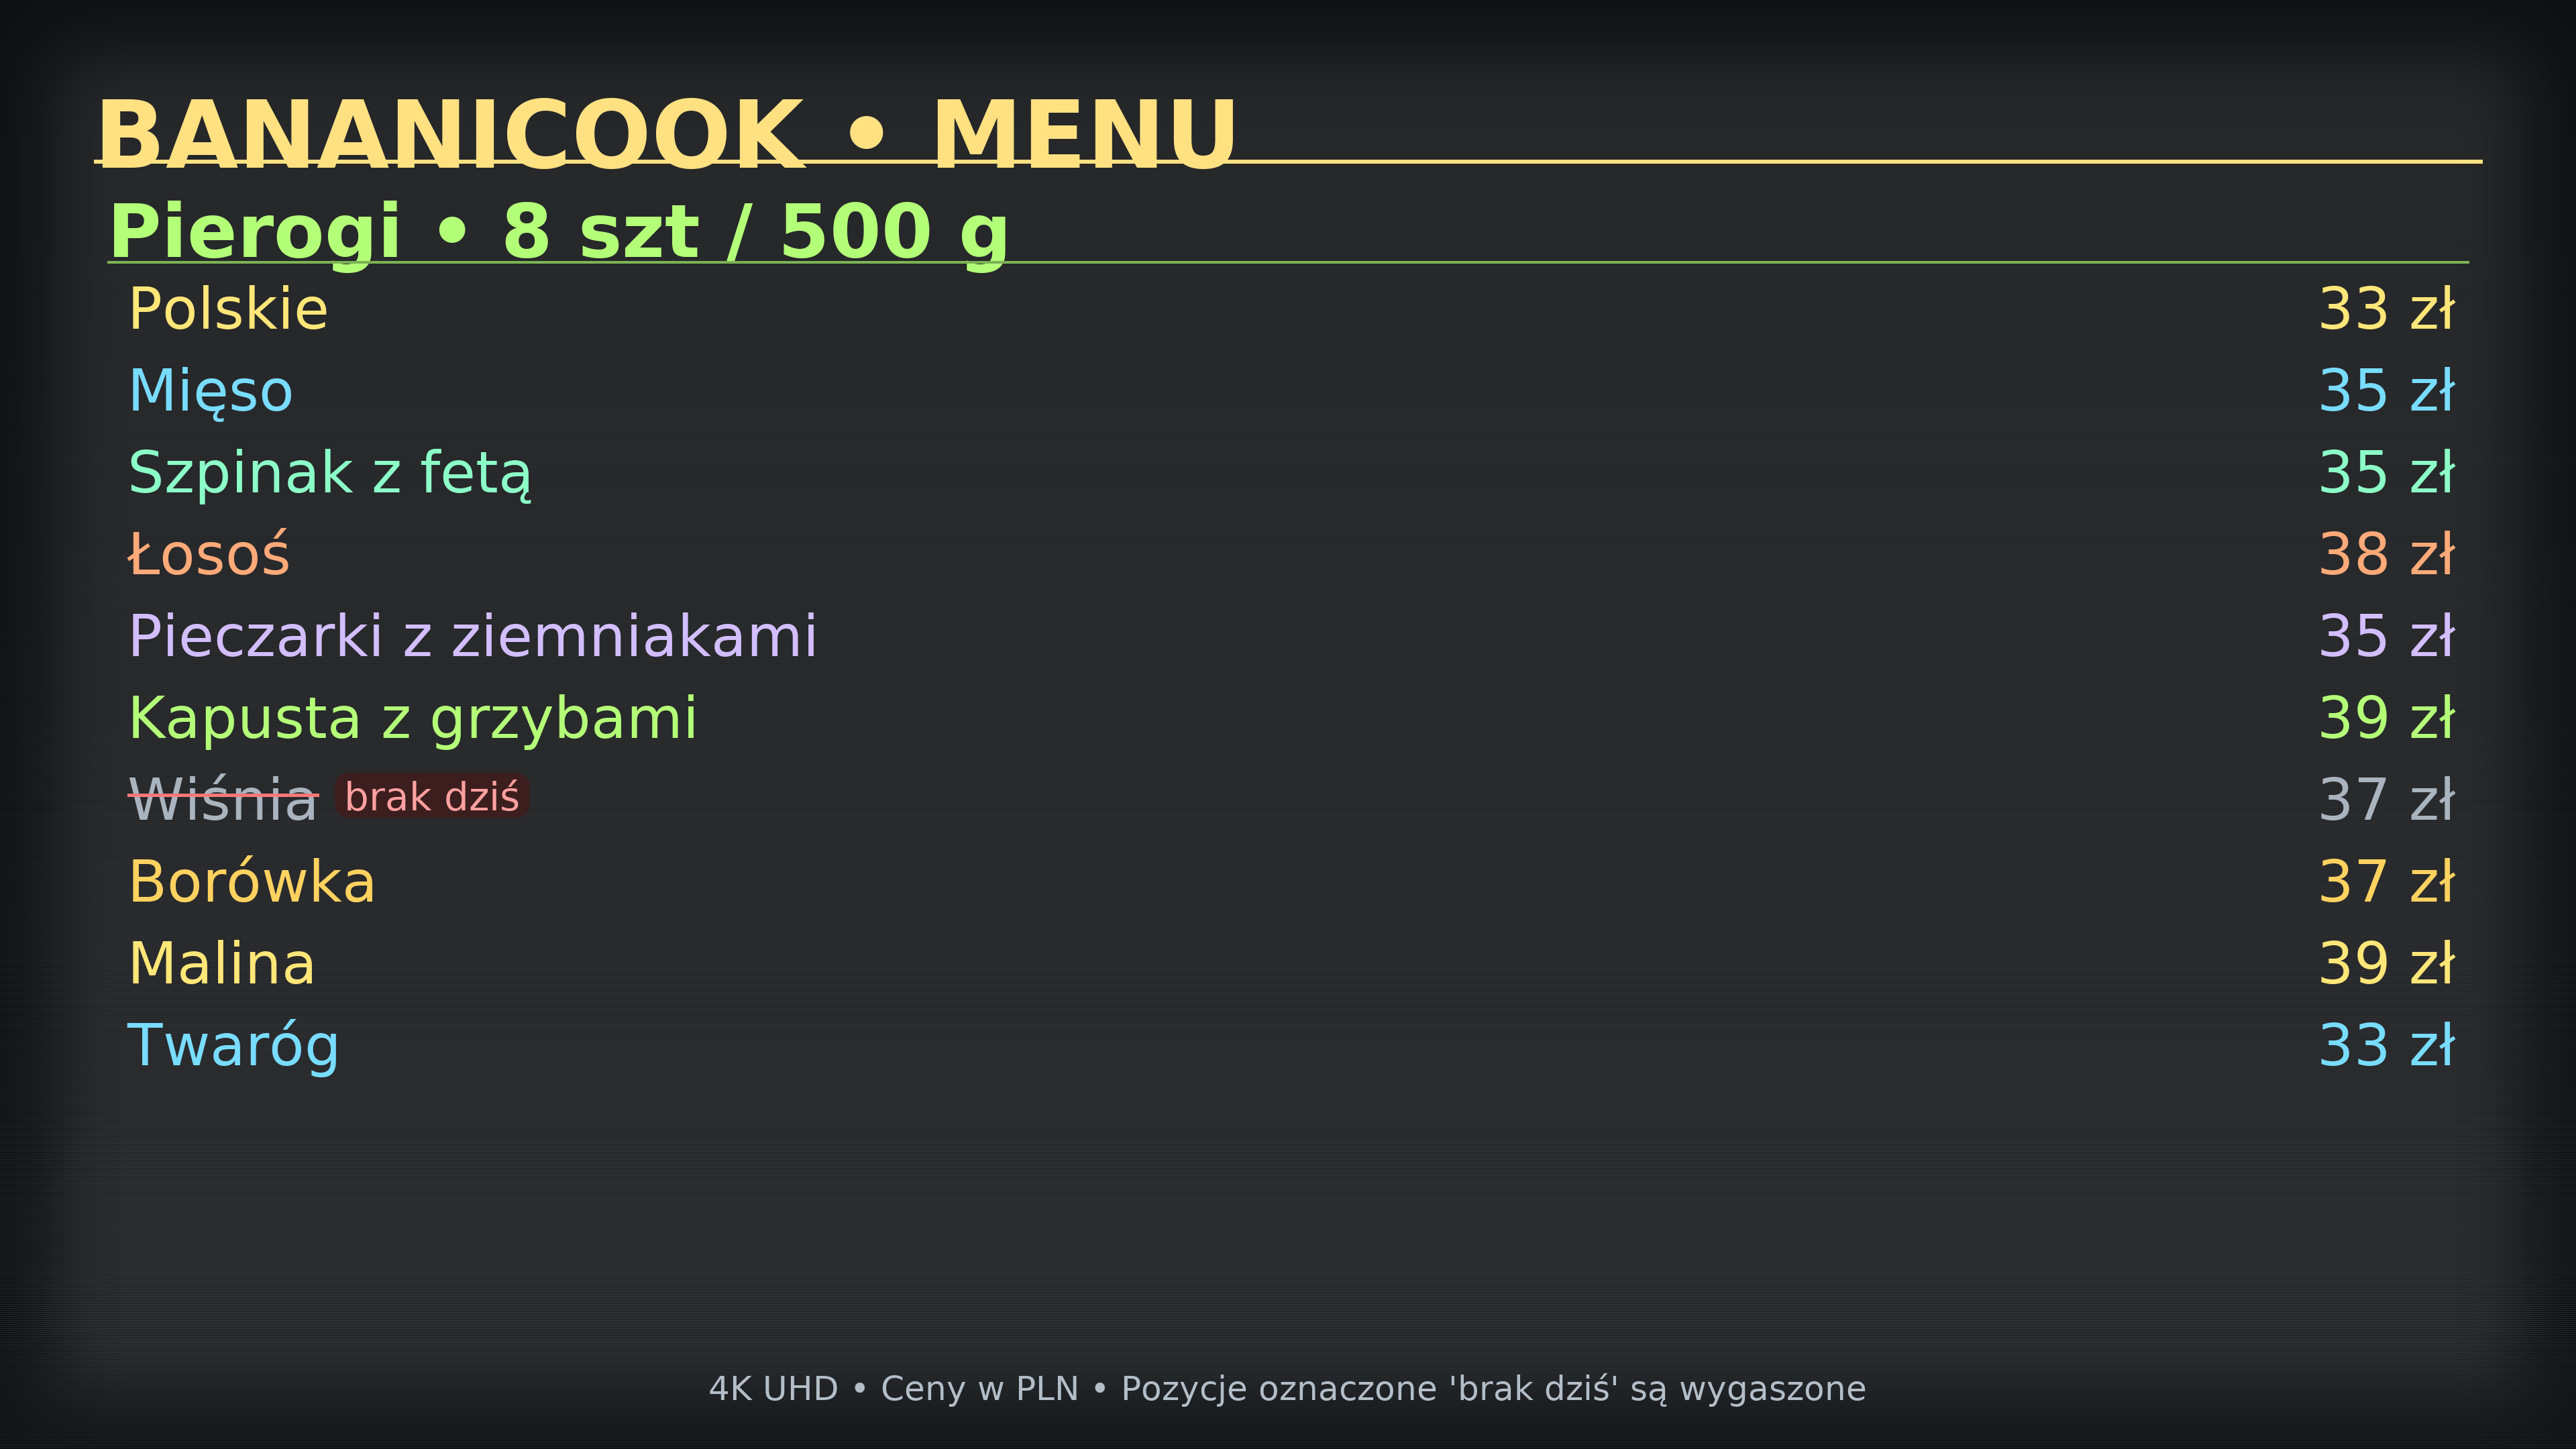 BANANICOOK • MENU
Pierogi • 8 szt / 500 g
Polskie 33 zł
Mięso 35 zł
Szpinak z fetą 35 zł
Łosoś 38 zł
Pieczarki z ziemniakami 35 zł
Kapusta z grzybami 39 zł
Wiśnia brak dziś 37 zł
Borówka 37 zł
Malina 39 zł
Twaróg 33 zł
4K UHD • Ceny w PLN • Pozycje oznaczone 'brak dziś' są wygaszone